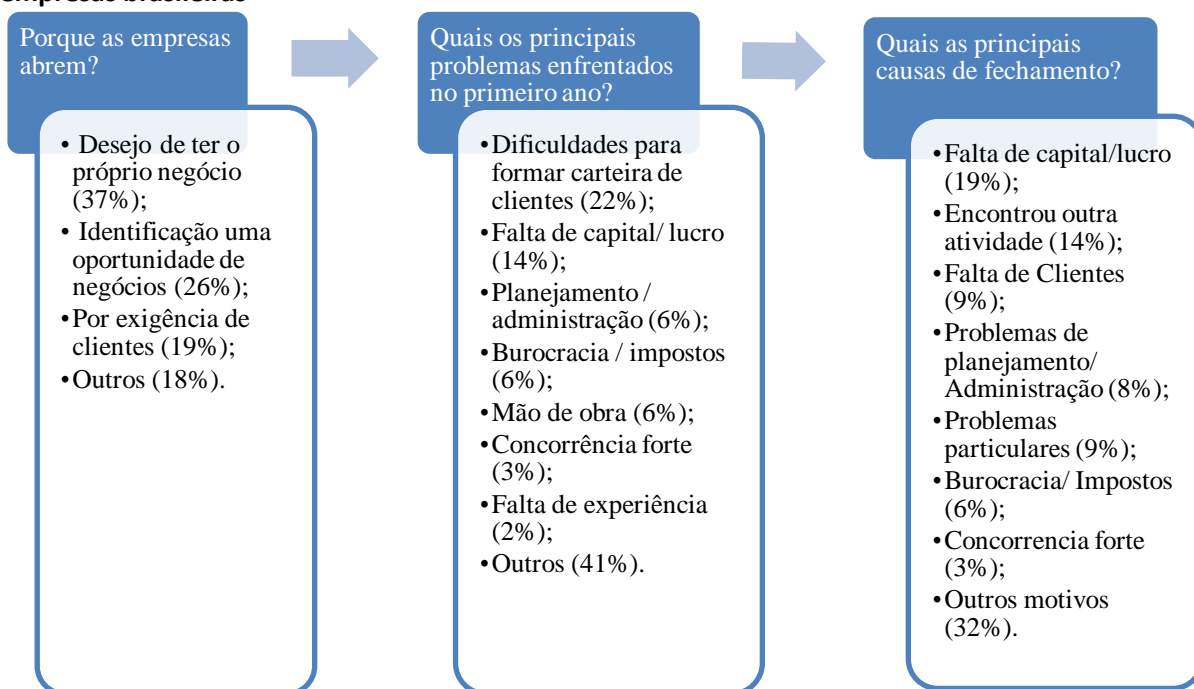 empresas brasileiras
Porque as empresas
abrem?
• Desejo de ter o
próprio negócio
(37%);
• Identificação uma
oportunidade de
negócios (26%);
•Por exigência de
clientes (19%);
•Outros (18%).
Quais os principais
problemas enfrentados
no primeiro ano?
•Dificuldades para
formar carteira de
clientes (22%);
•Falta de capital/ lucro
(14%);
•Planejamento /
administração (6%);
•Burocracia / impostos
(6%);
•Mão de obra (6%);
•Concorrência forte
(3%);
•Falta de experiência
(2%);
•Outros (41%).
Quais as principais
causas de fechamento?
•Falta de capital/lucro
(19%);
•Encontrou outra
atividade (14%);
•Falta de Clientes
(9%);
•Problemas de
planejamento/
Administração (8%);
•Problemas
particulares (9%);
•Burocracia/ Impostos
(6%);
•Concorrencia forte
(3%);
•Outros motivos
(32%).